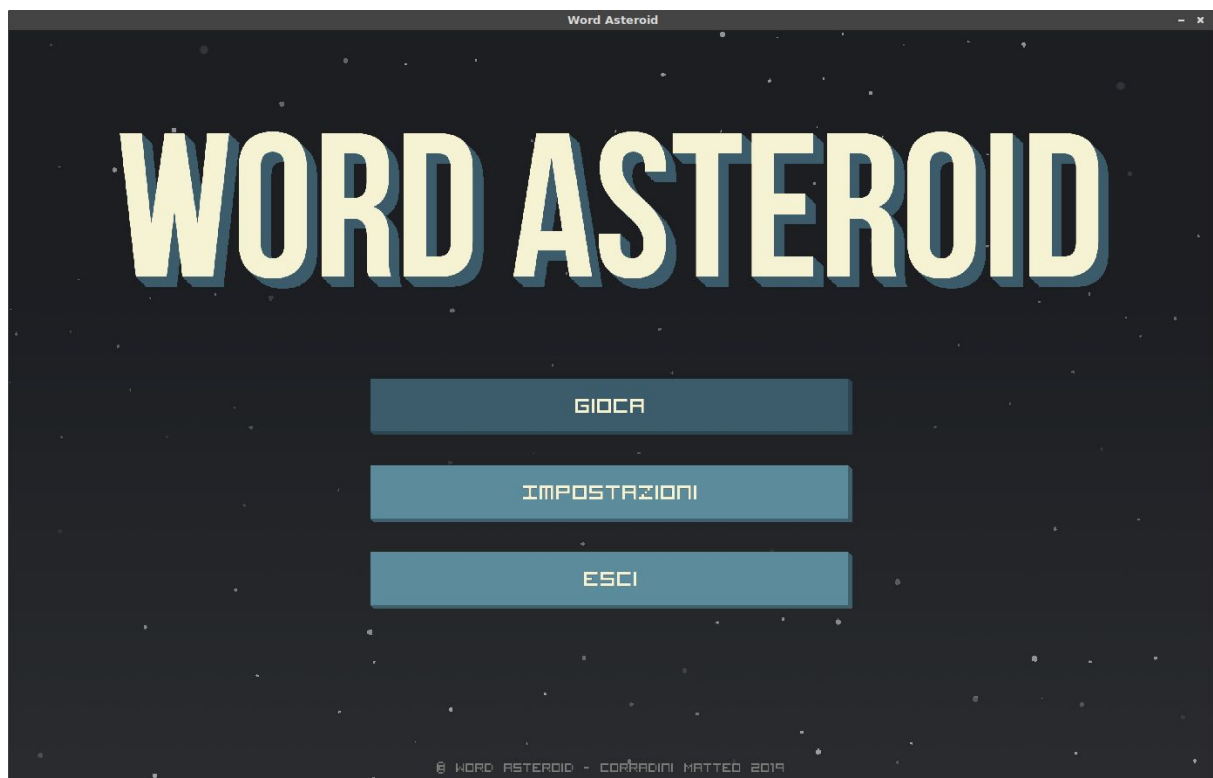 Word Asteroid
WORD ASTEROID
GIOCA
IMPOSTAZIONI
ESCI
© WORD ASTEROID - CORRADINI MATTEO 2019